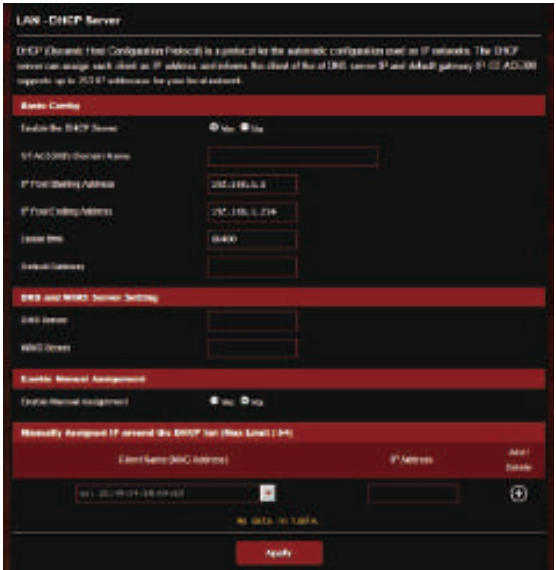 LAN - DHCP Server
DHCP (Dynamic Host Configuration Protocol) is a protocol for the automatic configuration used on IP networks. The DHCP
server can assign each client an IP address and informs the client of the of DNS server IP and default gateway IP.
supports up to 253 IP addresses for your local network.
Basic Config
Enable the DHCP Server
Yes No
Domain Name
IP Pool Starting Address
IP Pool Ending Address
192.168.1.254
Lease time
86400
Default Gateway
DNS and WINS Server Setting
DNS Server
WINS Server
Enable Manual Assignment
Enable Manual Assignment
Yes No
Manually Assigned IP around the DHCP list (Max Limit : 64)
Client Name (MAC Address)
IP Address
Add /
Delete
No data in table.
Apply